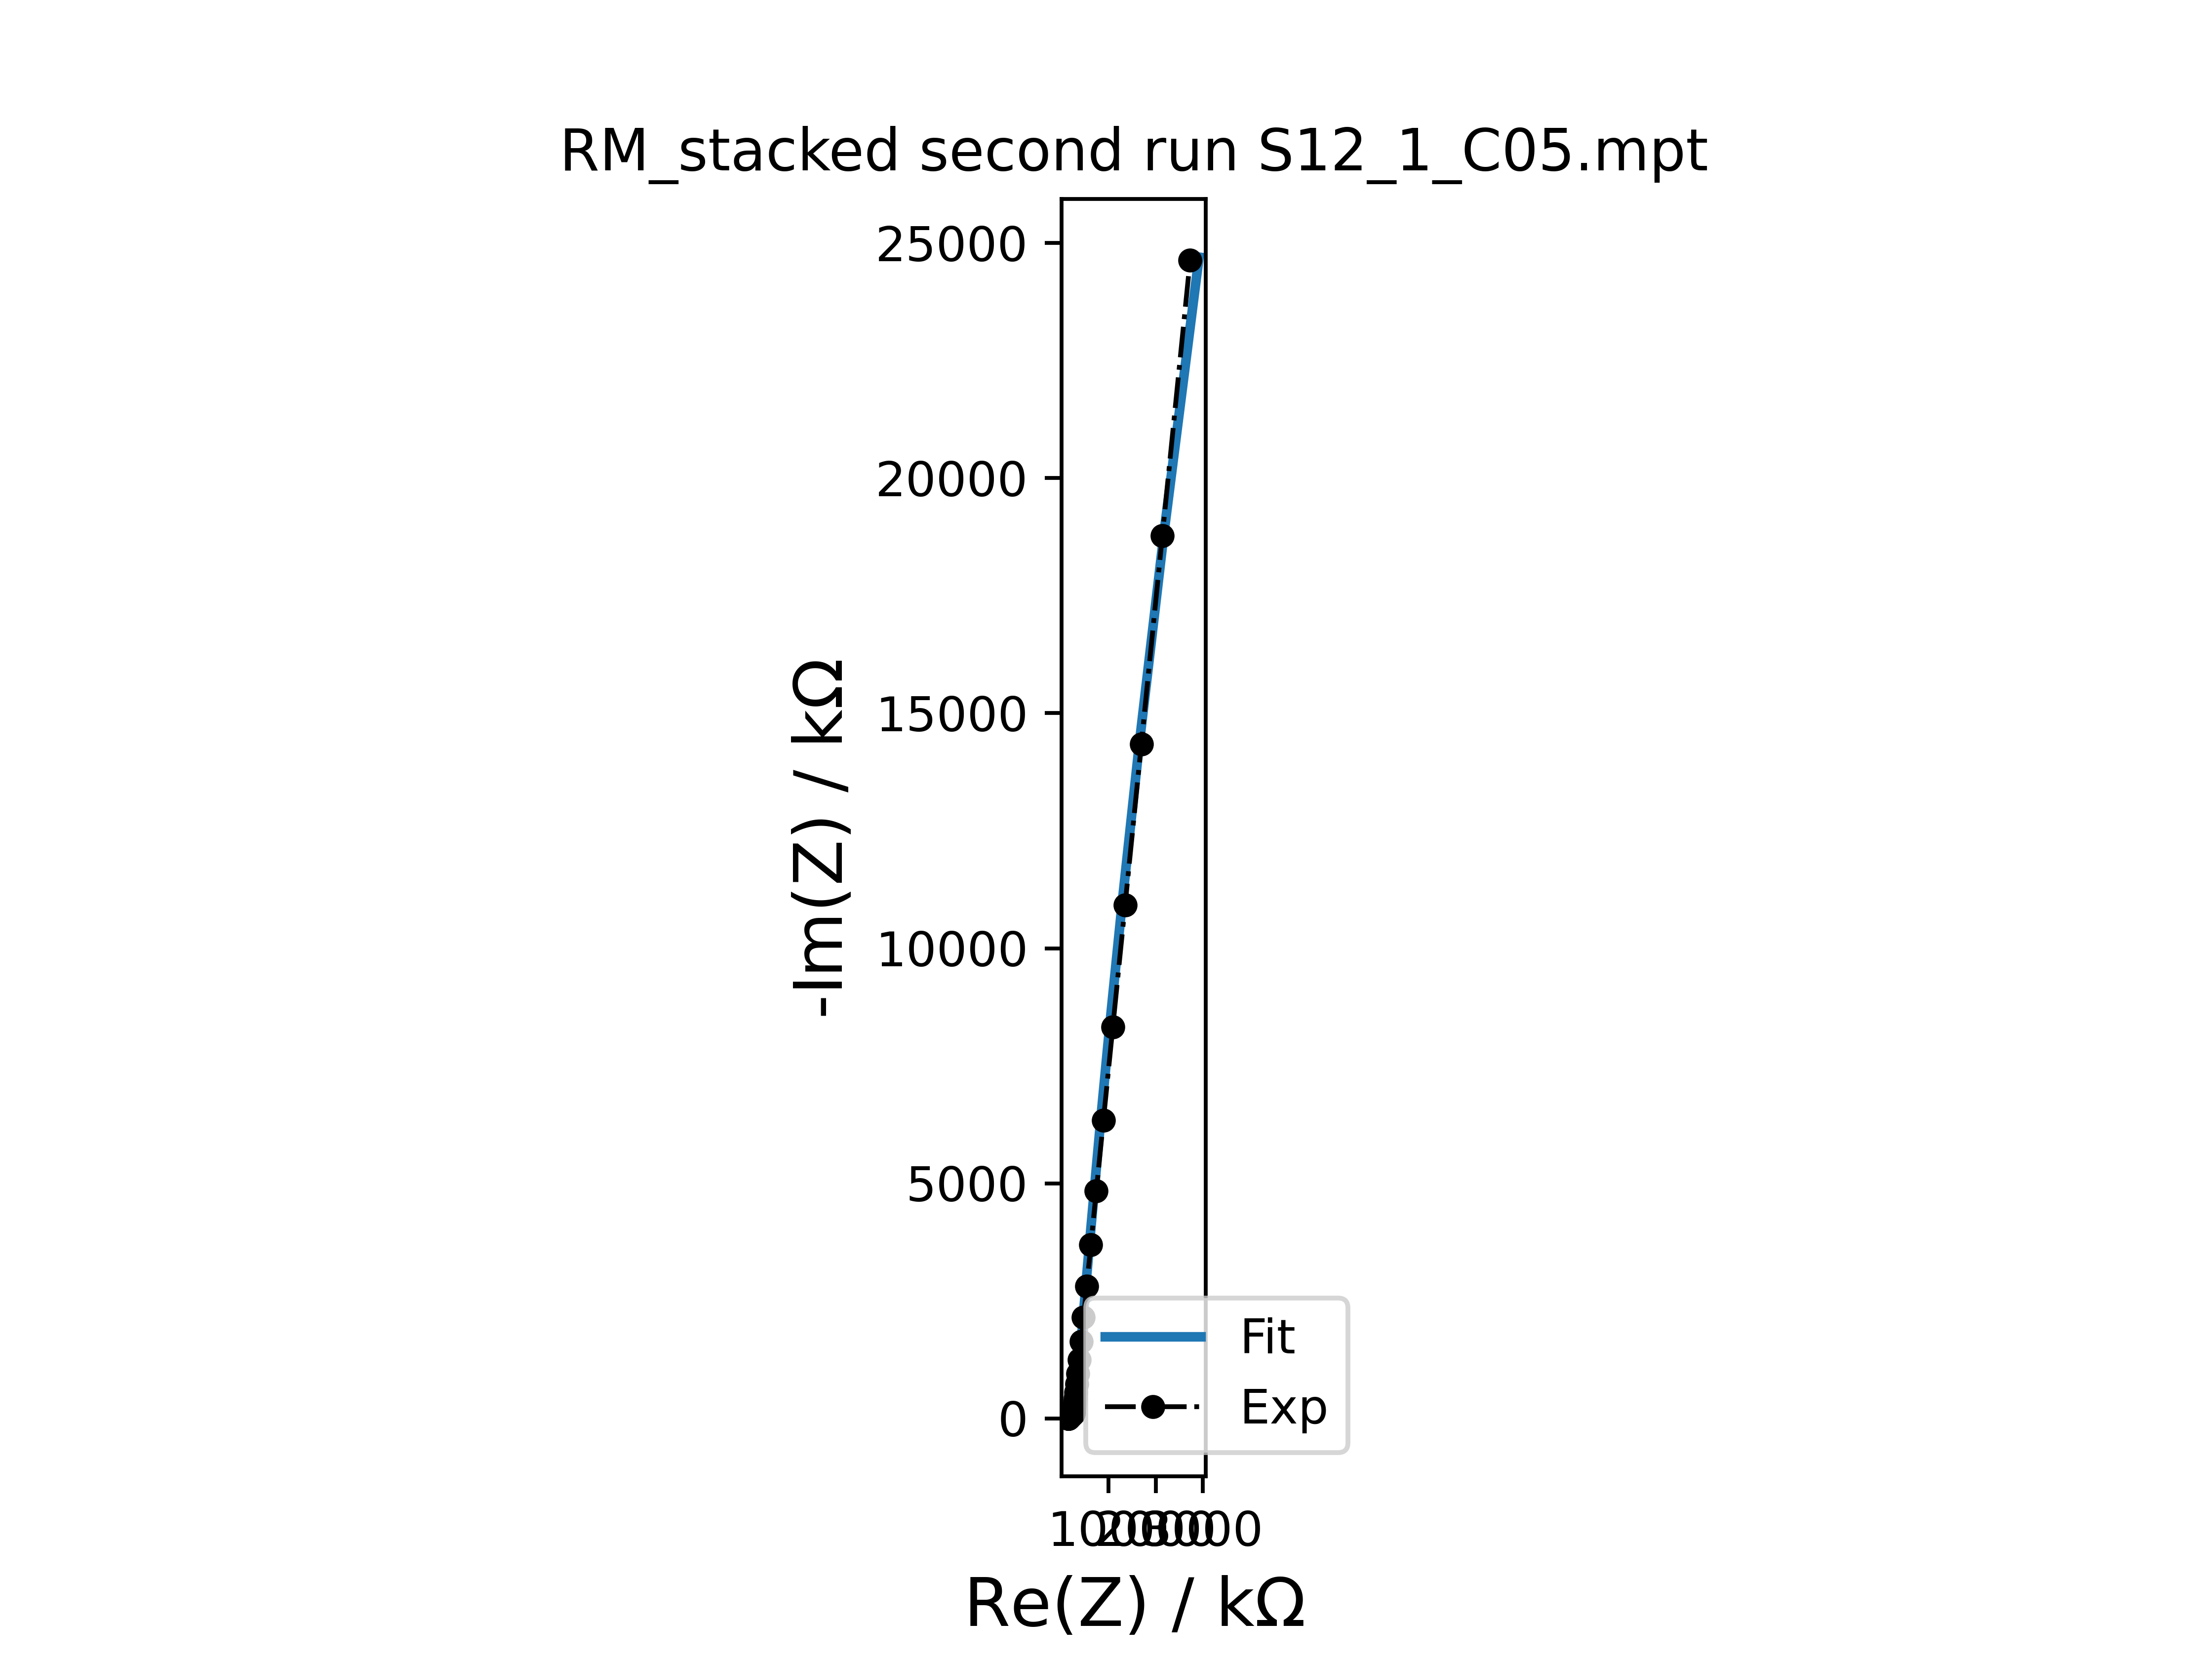 RM_stacked second run S12_1_C05.mpt
25000
20000
15000
10000
5000
0
-Im(Z) / kΩ
Fit
Exp
Re(Z) / kΩ